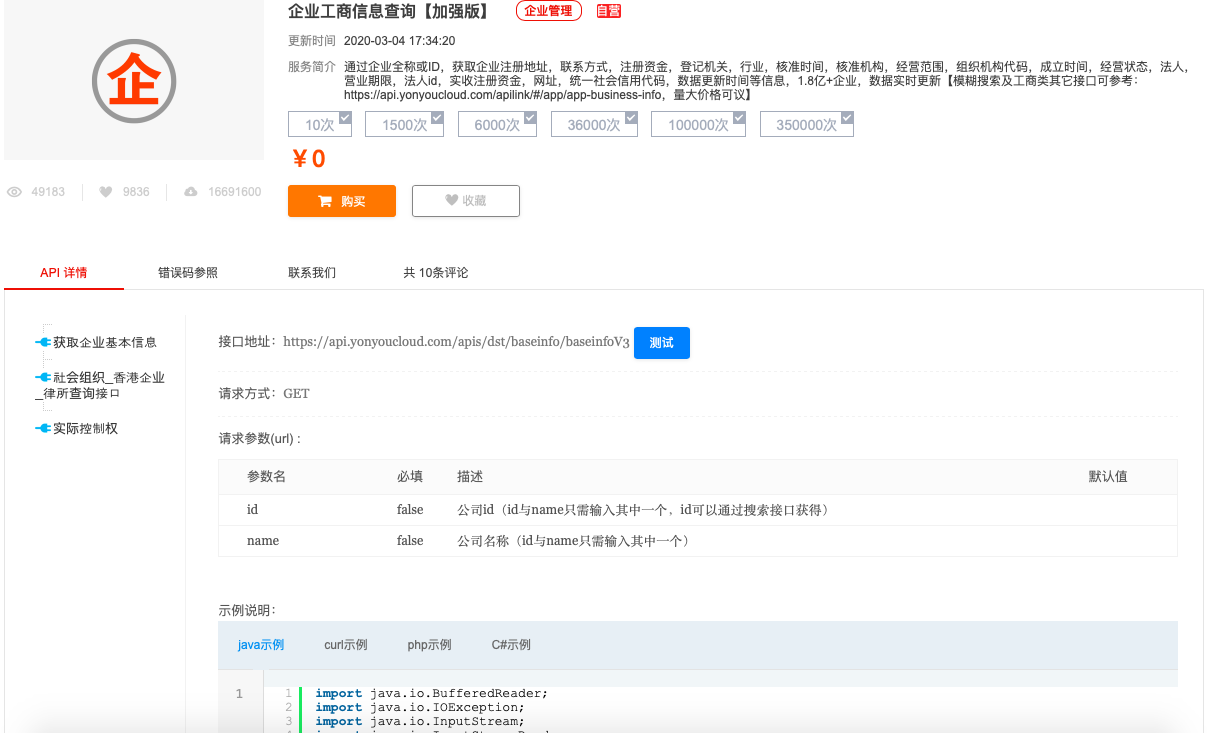 企业工商信息查询【加强版】 企业管理 自营
企
更新时间 2020-03-04 17:34:20
服务简介 通过企业全称或ID，获取企业注册地址，联系方式，注册资金，登记机关，行业，核准时间，核准机构，经营范围，组织机构代码，成立时间，经营状态，法人，
营业期限，法人id，实收注册资金，网址，统一社会信用代码，数据更新时间等信息，1.8亿+企业，数据实时更新【模糊搜索及工商类其它接口可参考：
https://api.yonyoucloud.com/apilink/#/app/app-business-info，量大价格可议】
10次 1500次 6000次 36000次 100000次 350000次
¥0
49183 9836 16691600
购买 收藏
API 详情 错误码参照 联系我们 共 10条评论
获取企业基本信息
社会组织_香港企业
_律所查询接口
实际控制权
接口地址：https://api.yonyoucloud.com/apis/dst/baseinfo/baseinfoV3 测试
请求方式：GET
请求参数(url) :
参数名 必填 描述 默认值
id false 公司id（id与name只需输入其中一个，id可以通过搜索接口获得）
name false 公司名称（id与name只需输入其中一个）
示例说明：
java示例 curl示例 php示例 C#示例
1
1 import java.io.BufferedReader;
2 import java.io.IOException;
3 import java.io.InputStream;